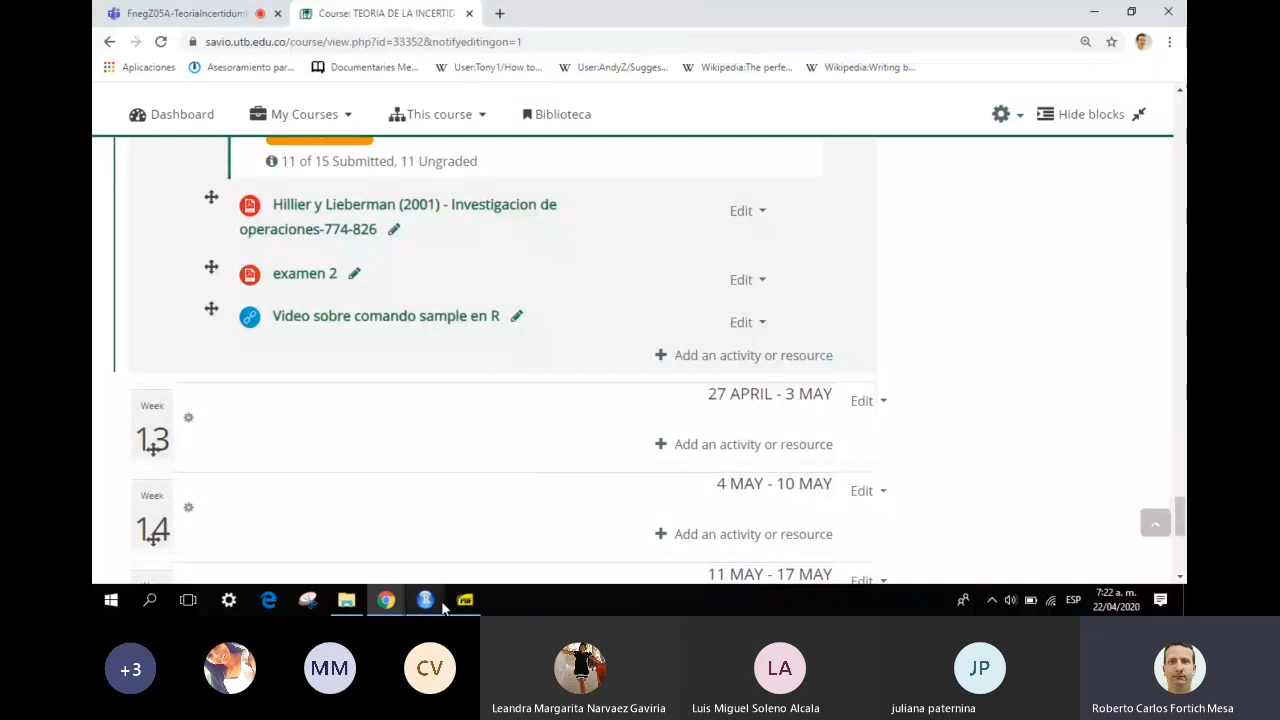 FnegZ05A-TeoriaIncertidum
Course: TEORIA DE LA INCERTID
savio.utb.edu.co/course/view.php?id=33352&notifyeditingon=1
Aplicaciones
Asesoramiento par...
Documentaries Me...
User:Tony1/How to...
User:AndyZ/Sugges...
Wikipedia:The perfe...
Wikipedia:Writing b...
Dashboard
My Courses
This course
Biblioteca
Hide blocks
11 of 15 Submitted, 11 Ungraded
Hillier y Lieberman (2001) - Investigacion de
operaciones-774-826
Edit
examen 2
Edit
Video sobre comando sample en R
Edit
Add an activity or resource
27 APRIL - 3 MAY
Edit
Week
13
Add an activity or resource
4 MAY - 10 MAY
Edit
Week
14
Add an activity or resource
11 MAY - 17 MAY
Edit
ESP
7:22 a. m.
22/04/2020
+3
MM
CV
LA
JP
Leandra Margarita Narvaez Gaviria
Luis Miguel Soleno Alcala
juliana paternina
Roberto Carlos Fortich Mesa